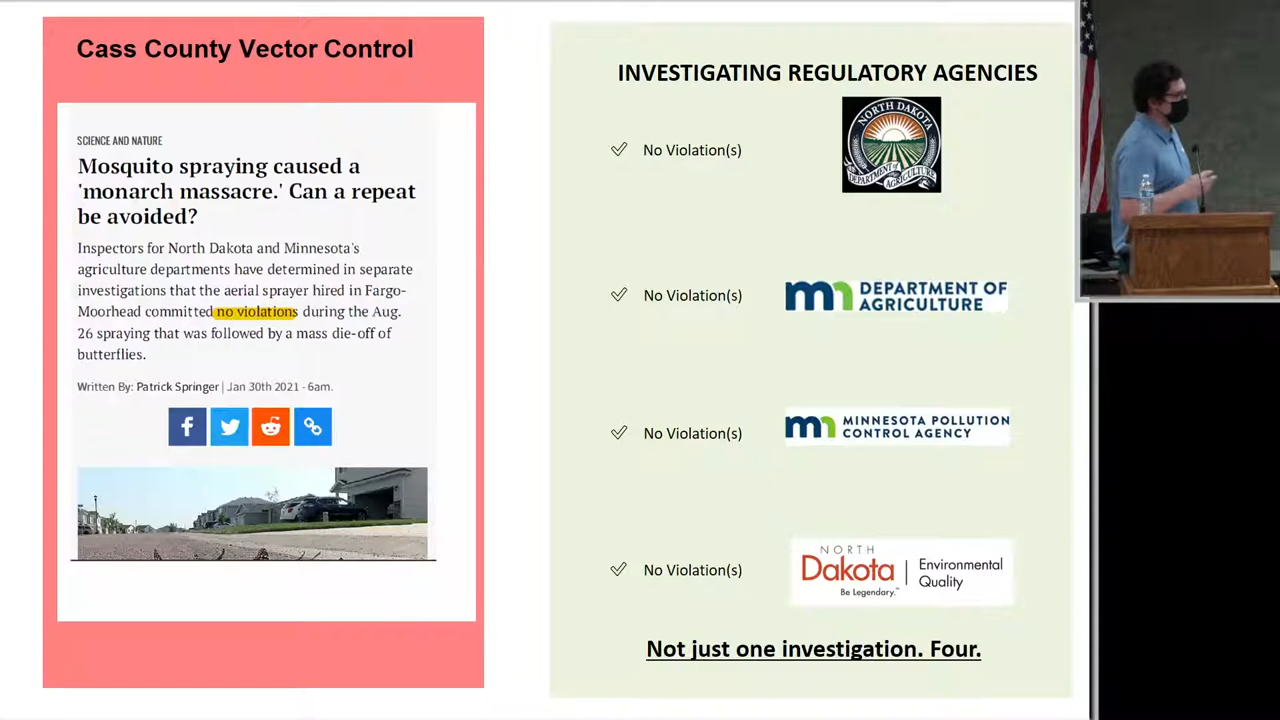 Cass County Vector Control
SCIENCE AND NATURE
Mosquito spraying caused a
'monarch massacre.' Can a repeat
be avoided?
Inspectors for North Dakota and Minnesota's
agriculture departments have determined in separate
investigations that the aerial sprayer hired in Fargo-
Moorhead committed no violations during the Aug.
26 spraying that was followed by a mass die-off of
butterflies.
Written By: Patrick Springer | Jan 30th 2021 - 6am.
INVESTIGATING REGULATORY AGENCIES
No Violation(s)
NORTH DAKOTA
DEPARTMENT of AGRICULTURE
No Violation(s)
mn DEPARTMENT OF
AGRICULTURE
No Violation(s)
mn MINNESOTA POLLUTION
CONTROL AGENCY
No Violation(s)
NORTH
Dakota
Be Legendary.™
Environmental
Quality
Not just one investigation. Four.